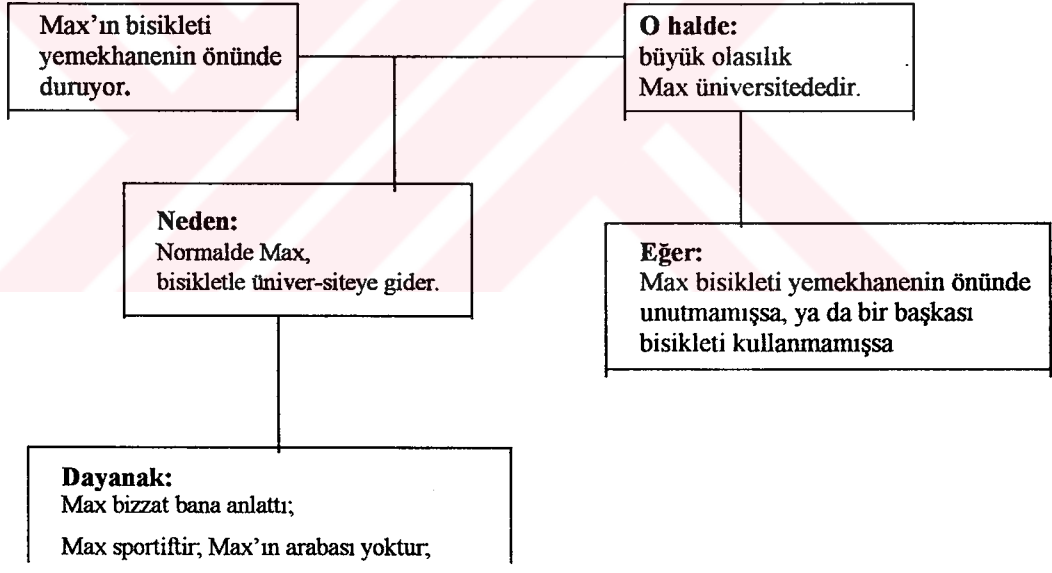 Max’ın bisikleti
yemekhanenin önünde
duruyor.
O halde:
büyük olasılık
Max üniversitededir.
Neden:
Normalde Max,
bisikletle üniver-siteye gider.
Eğer:
Max bisikleti yemekhanenin önünde
unutmamışsa, ya da bir başkası
bisikleti kullanmamışsa
Dayanak:
Max bizzat bana anlattı;
Max sportiftir; Max’ın arabası yoktur;